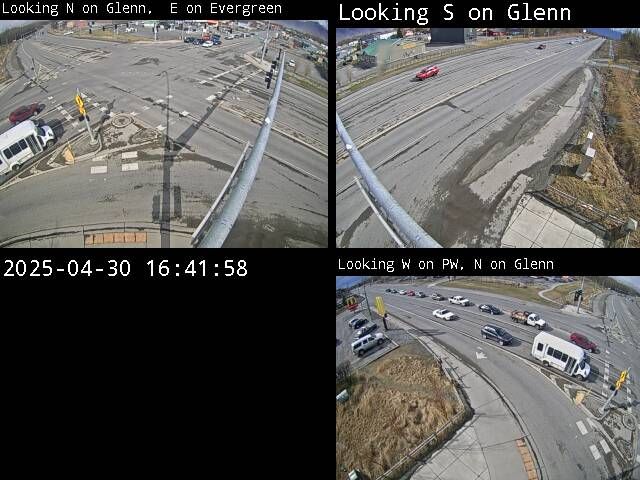 Looking N on Glenn, E on Evergreen
Looking S on Glenn
2025-04-30 16:41:58
Looking W on PW, N on Glenn